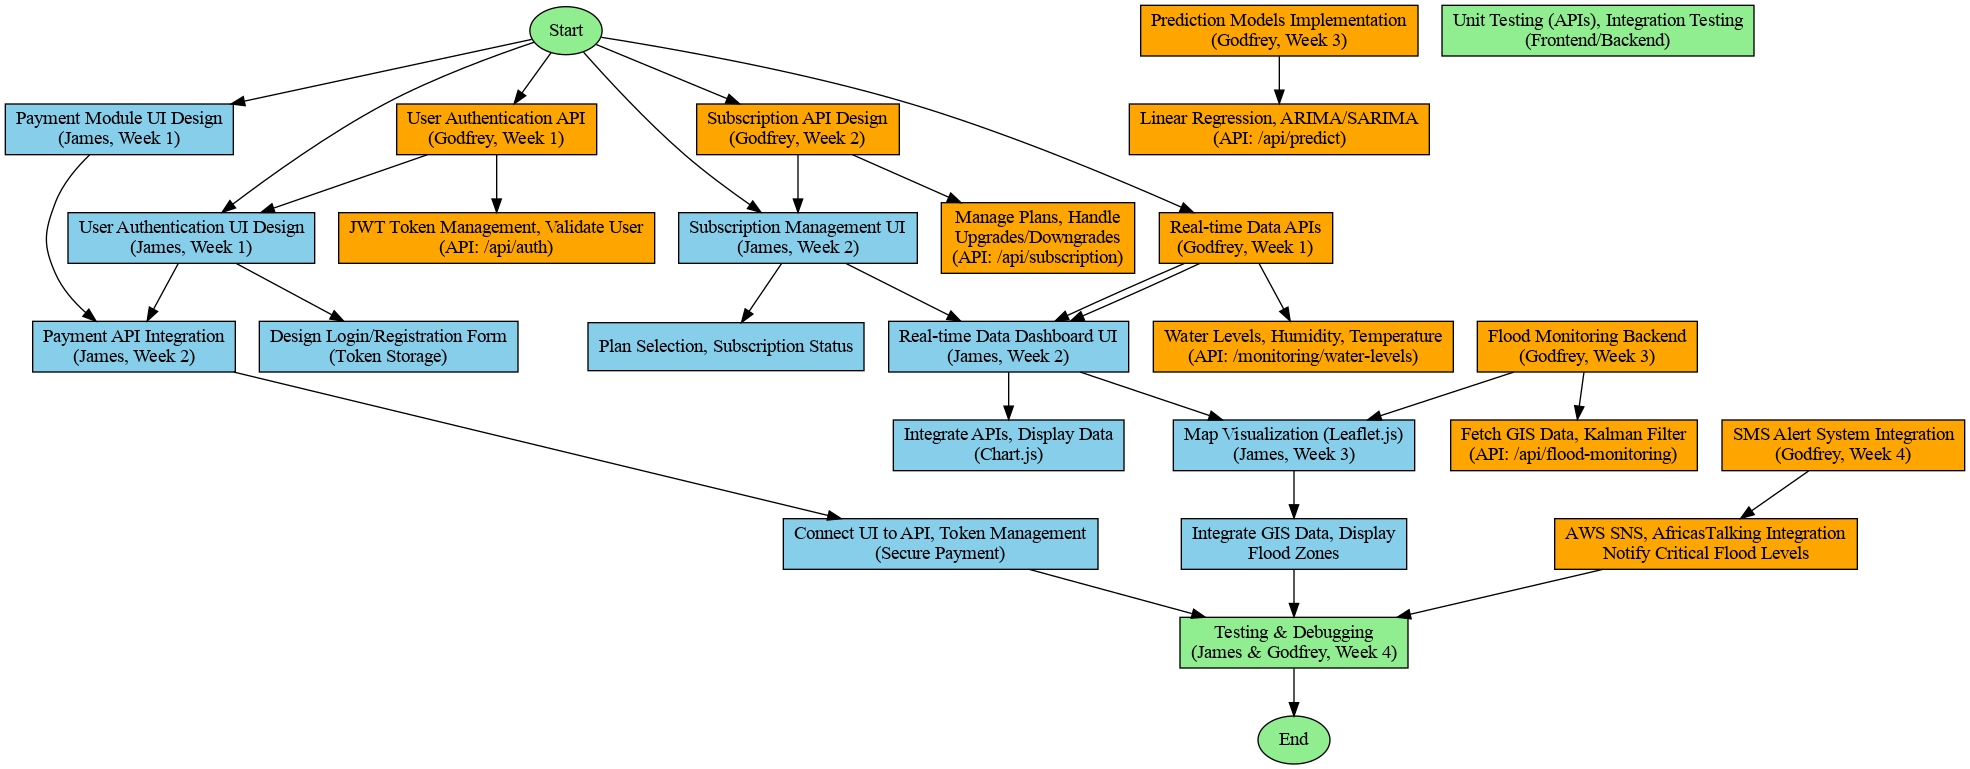 Start
Prediction Models Implementation
(Godfrey, Week 3)
Unit Testing (APIs), Integration Testing
(Frontend/Backend)
Payment Module UI Design
(James, Week 1)
User Authentication API
(Godfrey, Week 1)
Subscription API Design
(Godfrey, Week 2)
Linear Regression, ARIMA/SARIMA
(API: /api/predict)
User Authentication UI Design
(James, Week 1)
JWT Token Management, Validate User
(API: /api/auth)
Subscription Management UI
(James, Week 2)
Manage Plans, Handle
Upgrades/Downgrades
(API: /api/subscription)
Real-time Data APIs
(Godfrey, Week 1)
Payment API Integration
(James, Week 2)
Design Login/Registration Form
(Token Storage)
Plan Selection, Subscription Status
Real-time Data Dashboard UI
(James, Week 2)
Water Levels, Humidity, Temperature
(API: /monitoring/water-levels)
Flood Monitoring Backend
(Godfrey, Week 3)
Integrate APIs, Display Data
(Chart.js)
Map Visualization (Leaflet.js)
(James, Week 3)
Fetch GIS Data, Kalman Filter
(API: /api/flood-monitoring)
SMS Alert System Integration
(Godfrey, Week 4)
Connect UI to API, Token Management
(Secure Payment)
Integrate GIS Data, Display
Flood Zones
AWS SNS, AfricasTalking Integration
Notify Critical Flood Levels
Testing & Debugging
(James & Godfrey, Week 4)
End